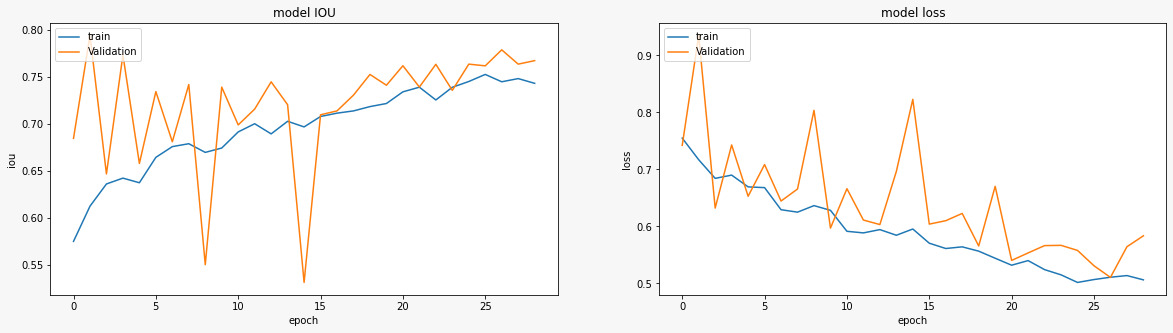 model IOU
train
Validation
0.80
0.75
0.70
0.65
0.60
0.55
iou
0 5 10 15 20 25
epoch
model loss
train
Validation
0.9
0.8
0.7
0.6
0.5
loss
0 5 10 15 20 25
epoch